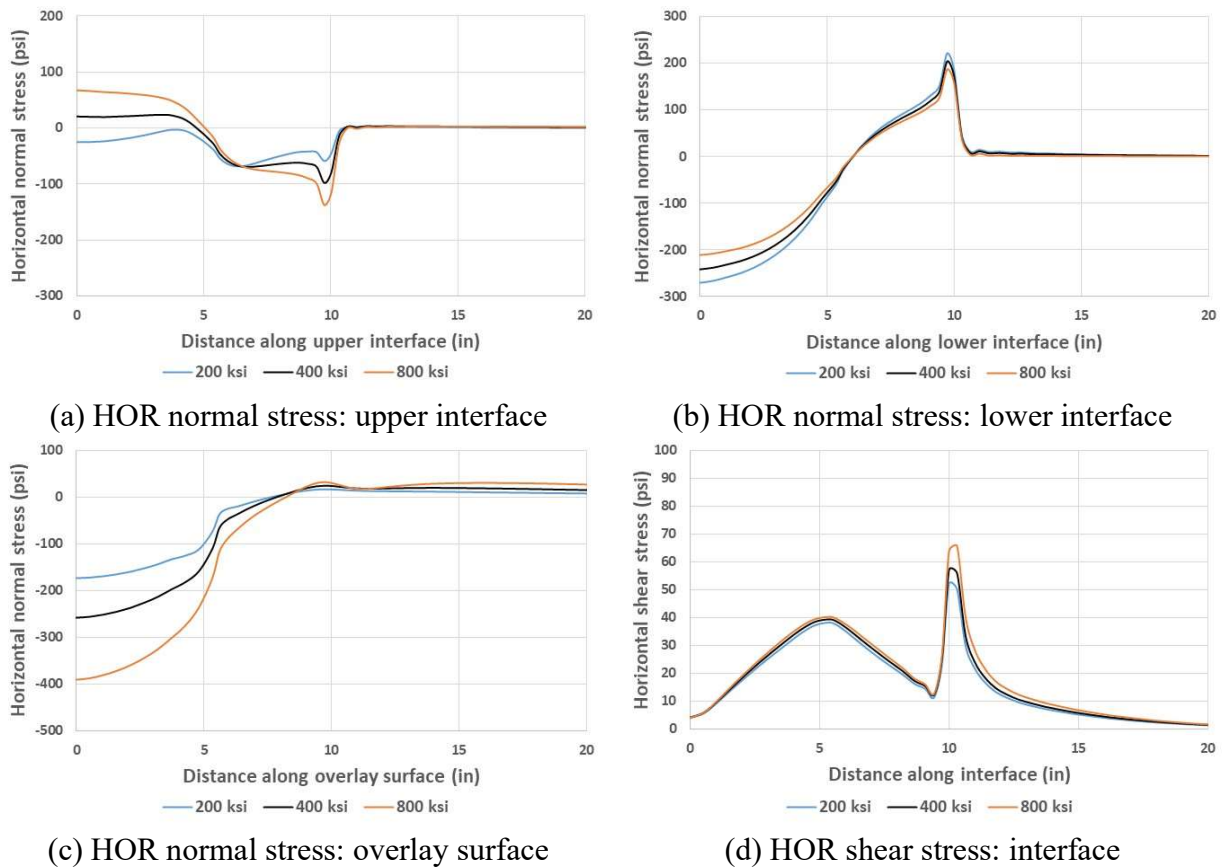 200
100
0
-100
-200
-300
Horizontal normal stress (psi)
0 5 10 15 20
Distance along upper interface (in)
200 ksi 400 ksi 800 ksi
(a) HOR normal stress: upper interface
300
200
100
0
-100
-200
-300
Horizontal normal stress (psi)
0 5 10 15 20
Distance along lower interface (in)
200 ksi 400 ksi 800 ksi
(b) HOR normal stress: lower interface
100
0
-100
-200
-300
-400
-500
Horizontal normal stress (psi)
0 5 10 15 20
Distance along overlay surface (in)
200 ksi 400 ksi 800 ksi
(c) HOR normal stress: overlay surface
100
90
80
70
60
50
40
30
20
10
0
Horizontal shear stress (psi)
0 5 10 15 20
Distance along interface (in)
200 ksi 400 ksi 800 ksi
(d) HOR shear stress: interface